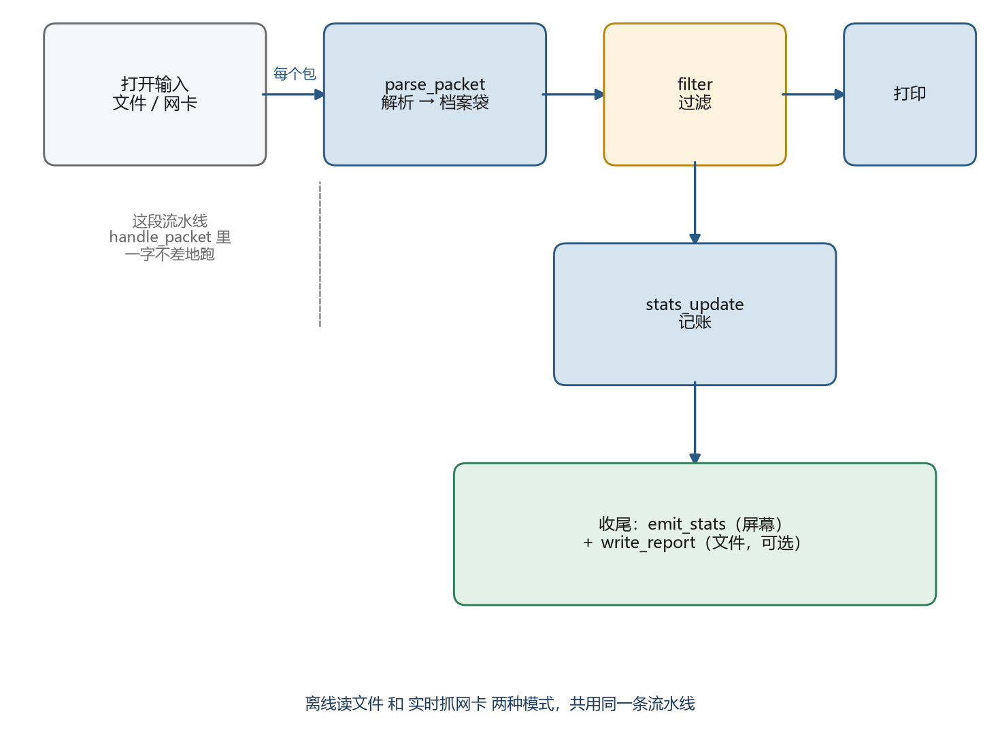 打开输入
文件 / 网卡
每个包
parse_packet
解析 → 档案袋
filter
过滤
打印
这段流水线
handle_packet 里
一字不差地跑
stats_update
记账
收尾：emit_stats（屏幕）
+ write_report（文件，可选）
离线读文件 和 实时抓网卡 两种模式，共用同一条流水线